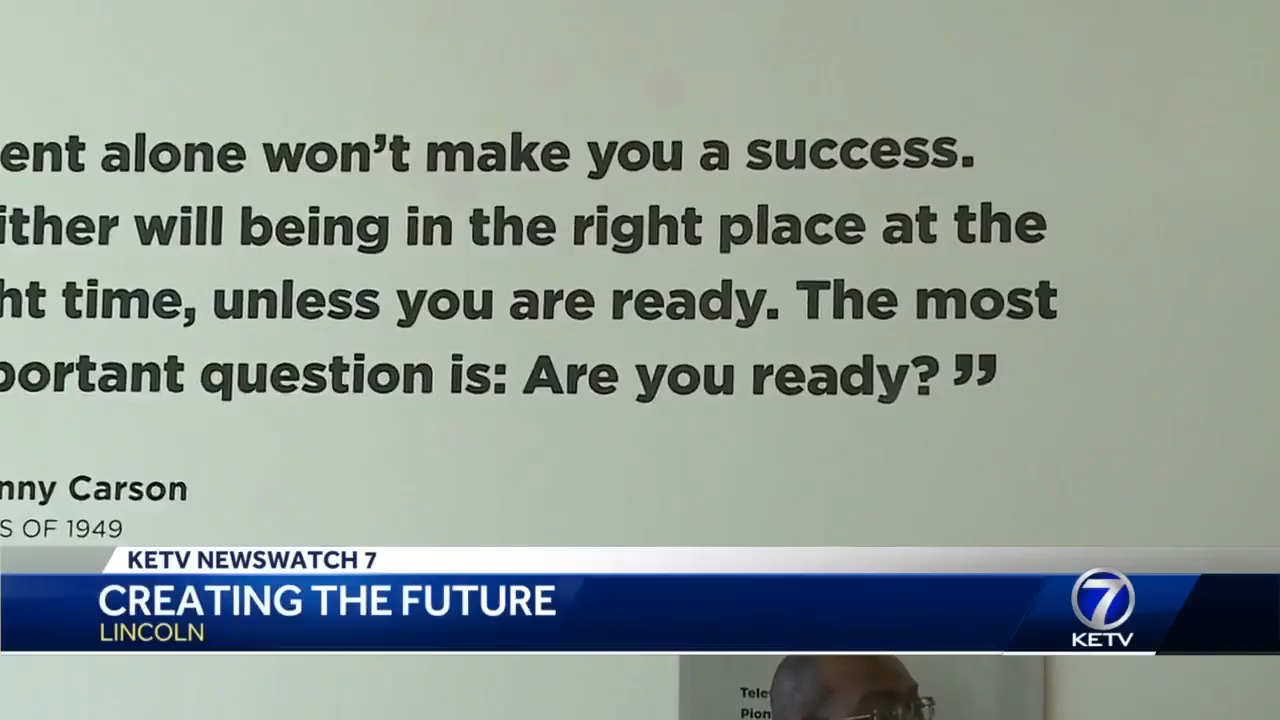 ent alone won't make you a success.
ither will being in the right place at the
ht time, unless you are ready. The most
portant question is: Are you ready?”
nny Carson
S OF 1949
KETV NEWSWATCH 7
CREATING THE FUTURE
LINCOLN
7
KETV
Tele
Pion